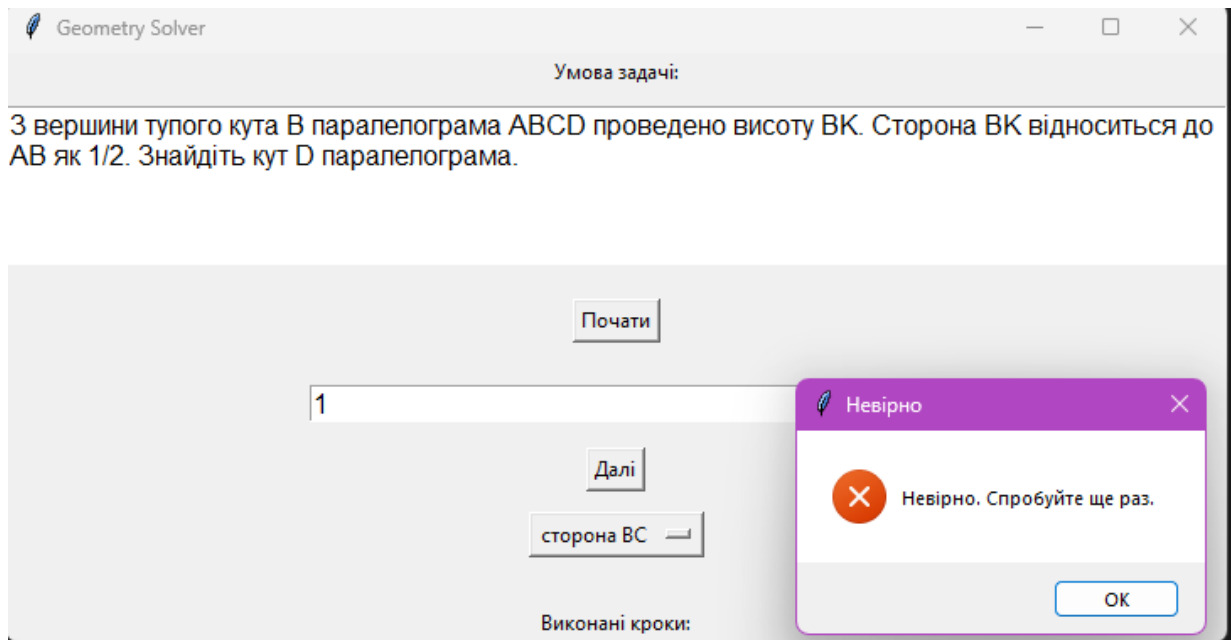 Geometry Solver
Умова задачі:
З вершини тупого кута B паралелограма ABCD проведено висоту BK. Сторона BK відноситься до
AB як 1/2. Знайдіть кут D паралелограма.
Почати
1
Невірно
Далі
Невірно. Спробуйте ще раз.
сторона BC
OK
Виконані кроки: